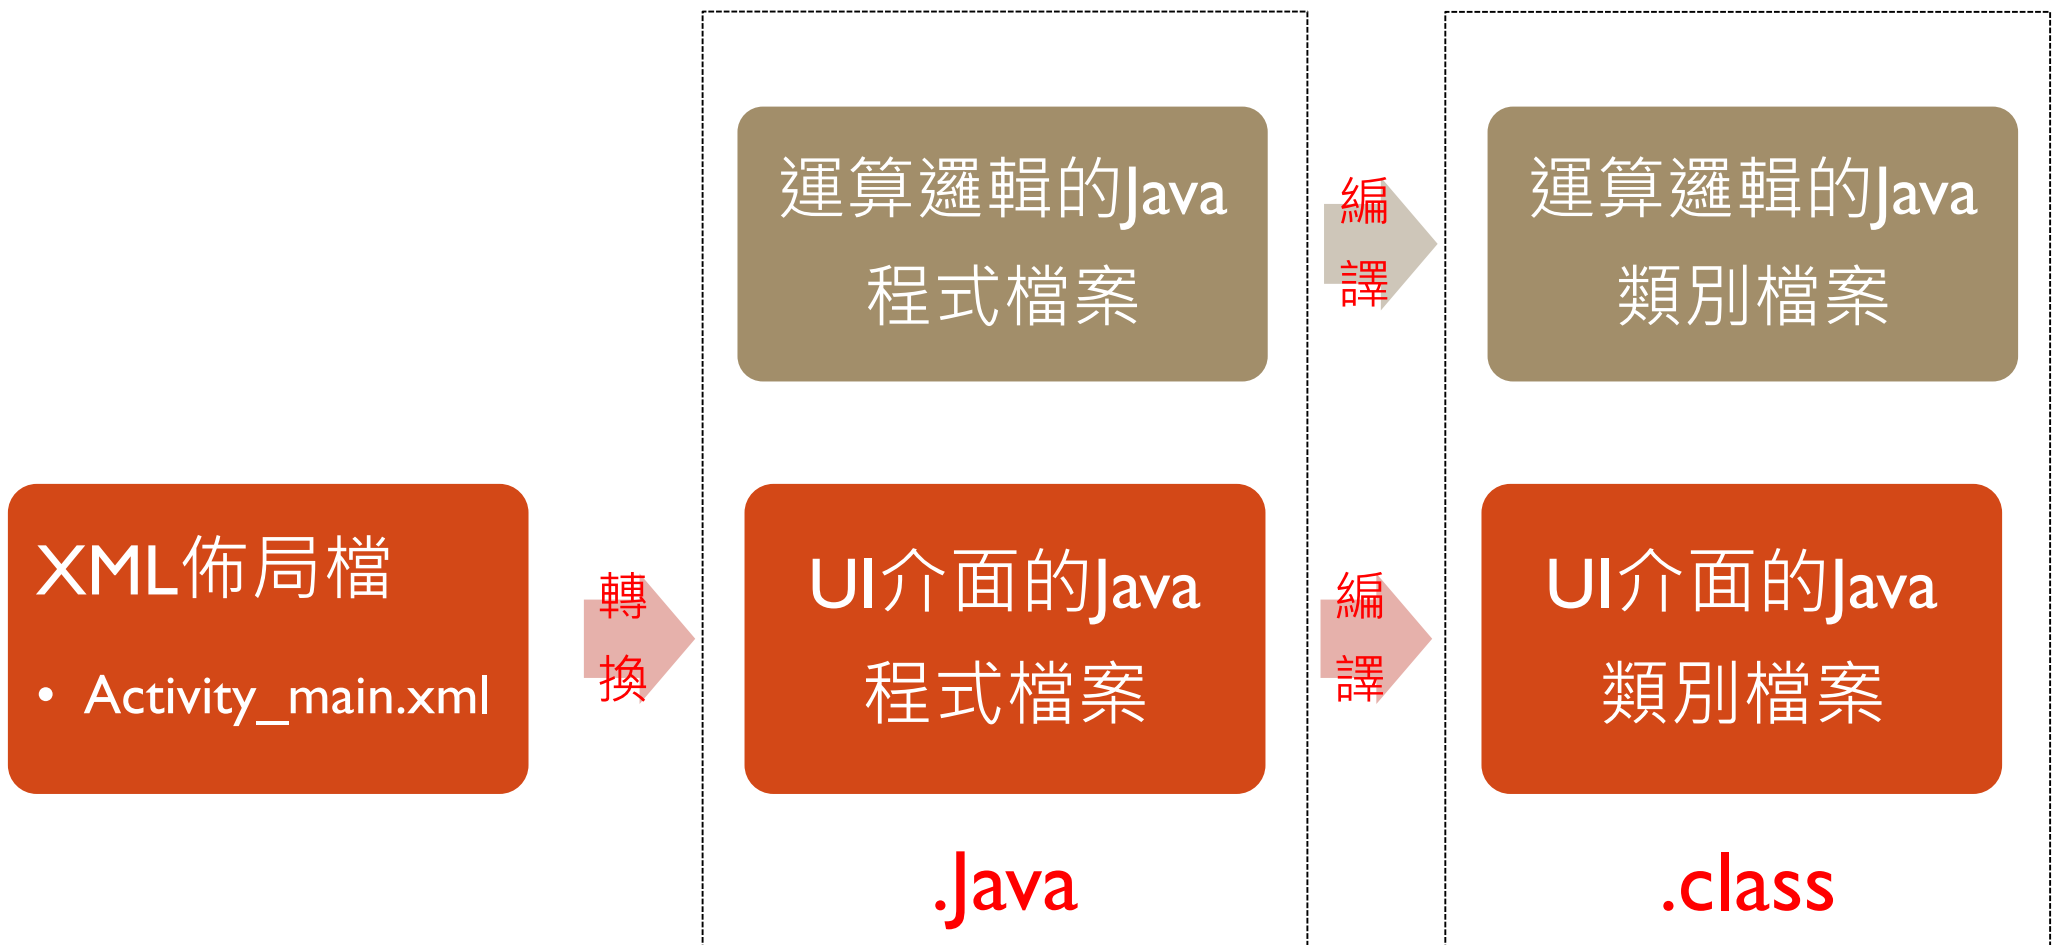 運算邏輯的Java
程式檔案
編
譯
運算邏輯的Java
類別檔案
XML佈局檔
• Activity_main.xml
轉
換
UI介面的Java
程式檔案
編
譯
UI介面的Java
類別檔案
.Java
.class